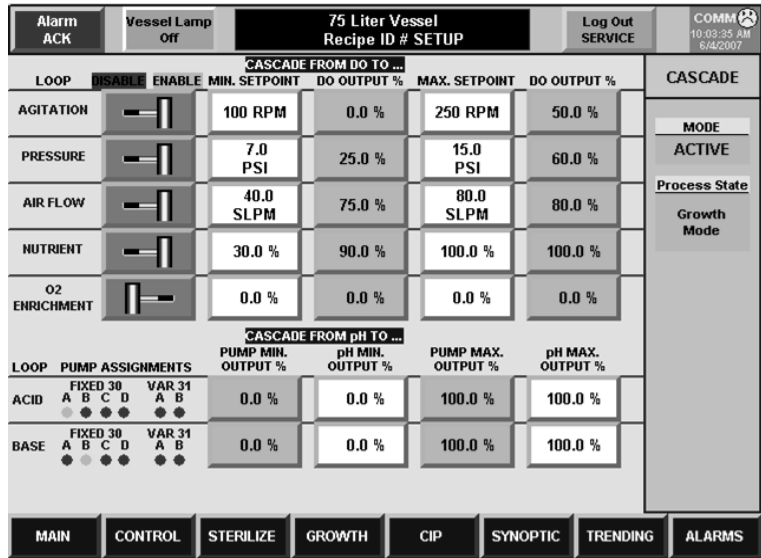 Alarm ACK
Vessel Lamp Off
75 Liter Vessel
Recipe ID # SETUP
Log Out SERVICE
COMM
10:03:35 AM
6/4/2007
CASCADE FROM DO TO ...
LOOP DISABLE ENABLE MIN. SETPOINT DO OUTPUT % MAX. SETPOINT DO OUTPUT %
AGITATION 100 RPM 0.0 % 250 RPM 50.0 %
PRESSURE 7.0 PSI 25.0 % 15.0 PSI 60.0 %
AIR FLOW 40.0 SLPM 75.0 % 80.0 SLPM 80.0 %
NUTRIENT 30.0 % 90.0 % 100.0 % 100.0 %
O2 ENRICHMENT 0.0 % 0.0 % 0.0 % 0.0 %
CASCADE FROM pH TO ...
LOOP PUMP ASSIGNMENTS PUMP MIN. OUTPUT % pH MIN. OUTPUT % PUMP MAX. OUTPUT % pH MAX. OUTPUT %
FIXED 30 VAR 31
ACID A B C D A B 0.0 % 0.0 % 100.0 % 100.0 %
FIXED 30 VAR 31
BASE A B C D A B 0.0 % 0.0 % 100.0 % 100.0 %
CASCADE
MODE
ACTIVE
Process State
Growth Mode
MAIN CONTROL STERILIZE GROWTH CIP SYNOPTIC TRENDING ALARMS